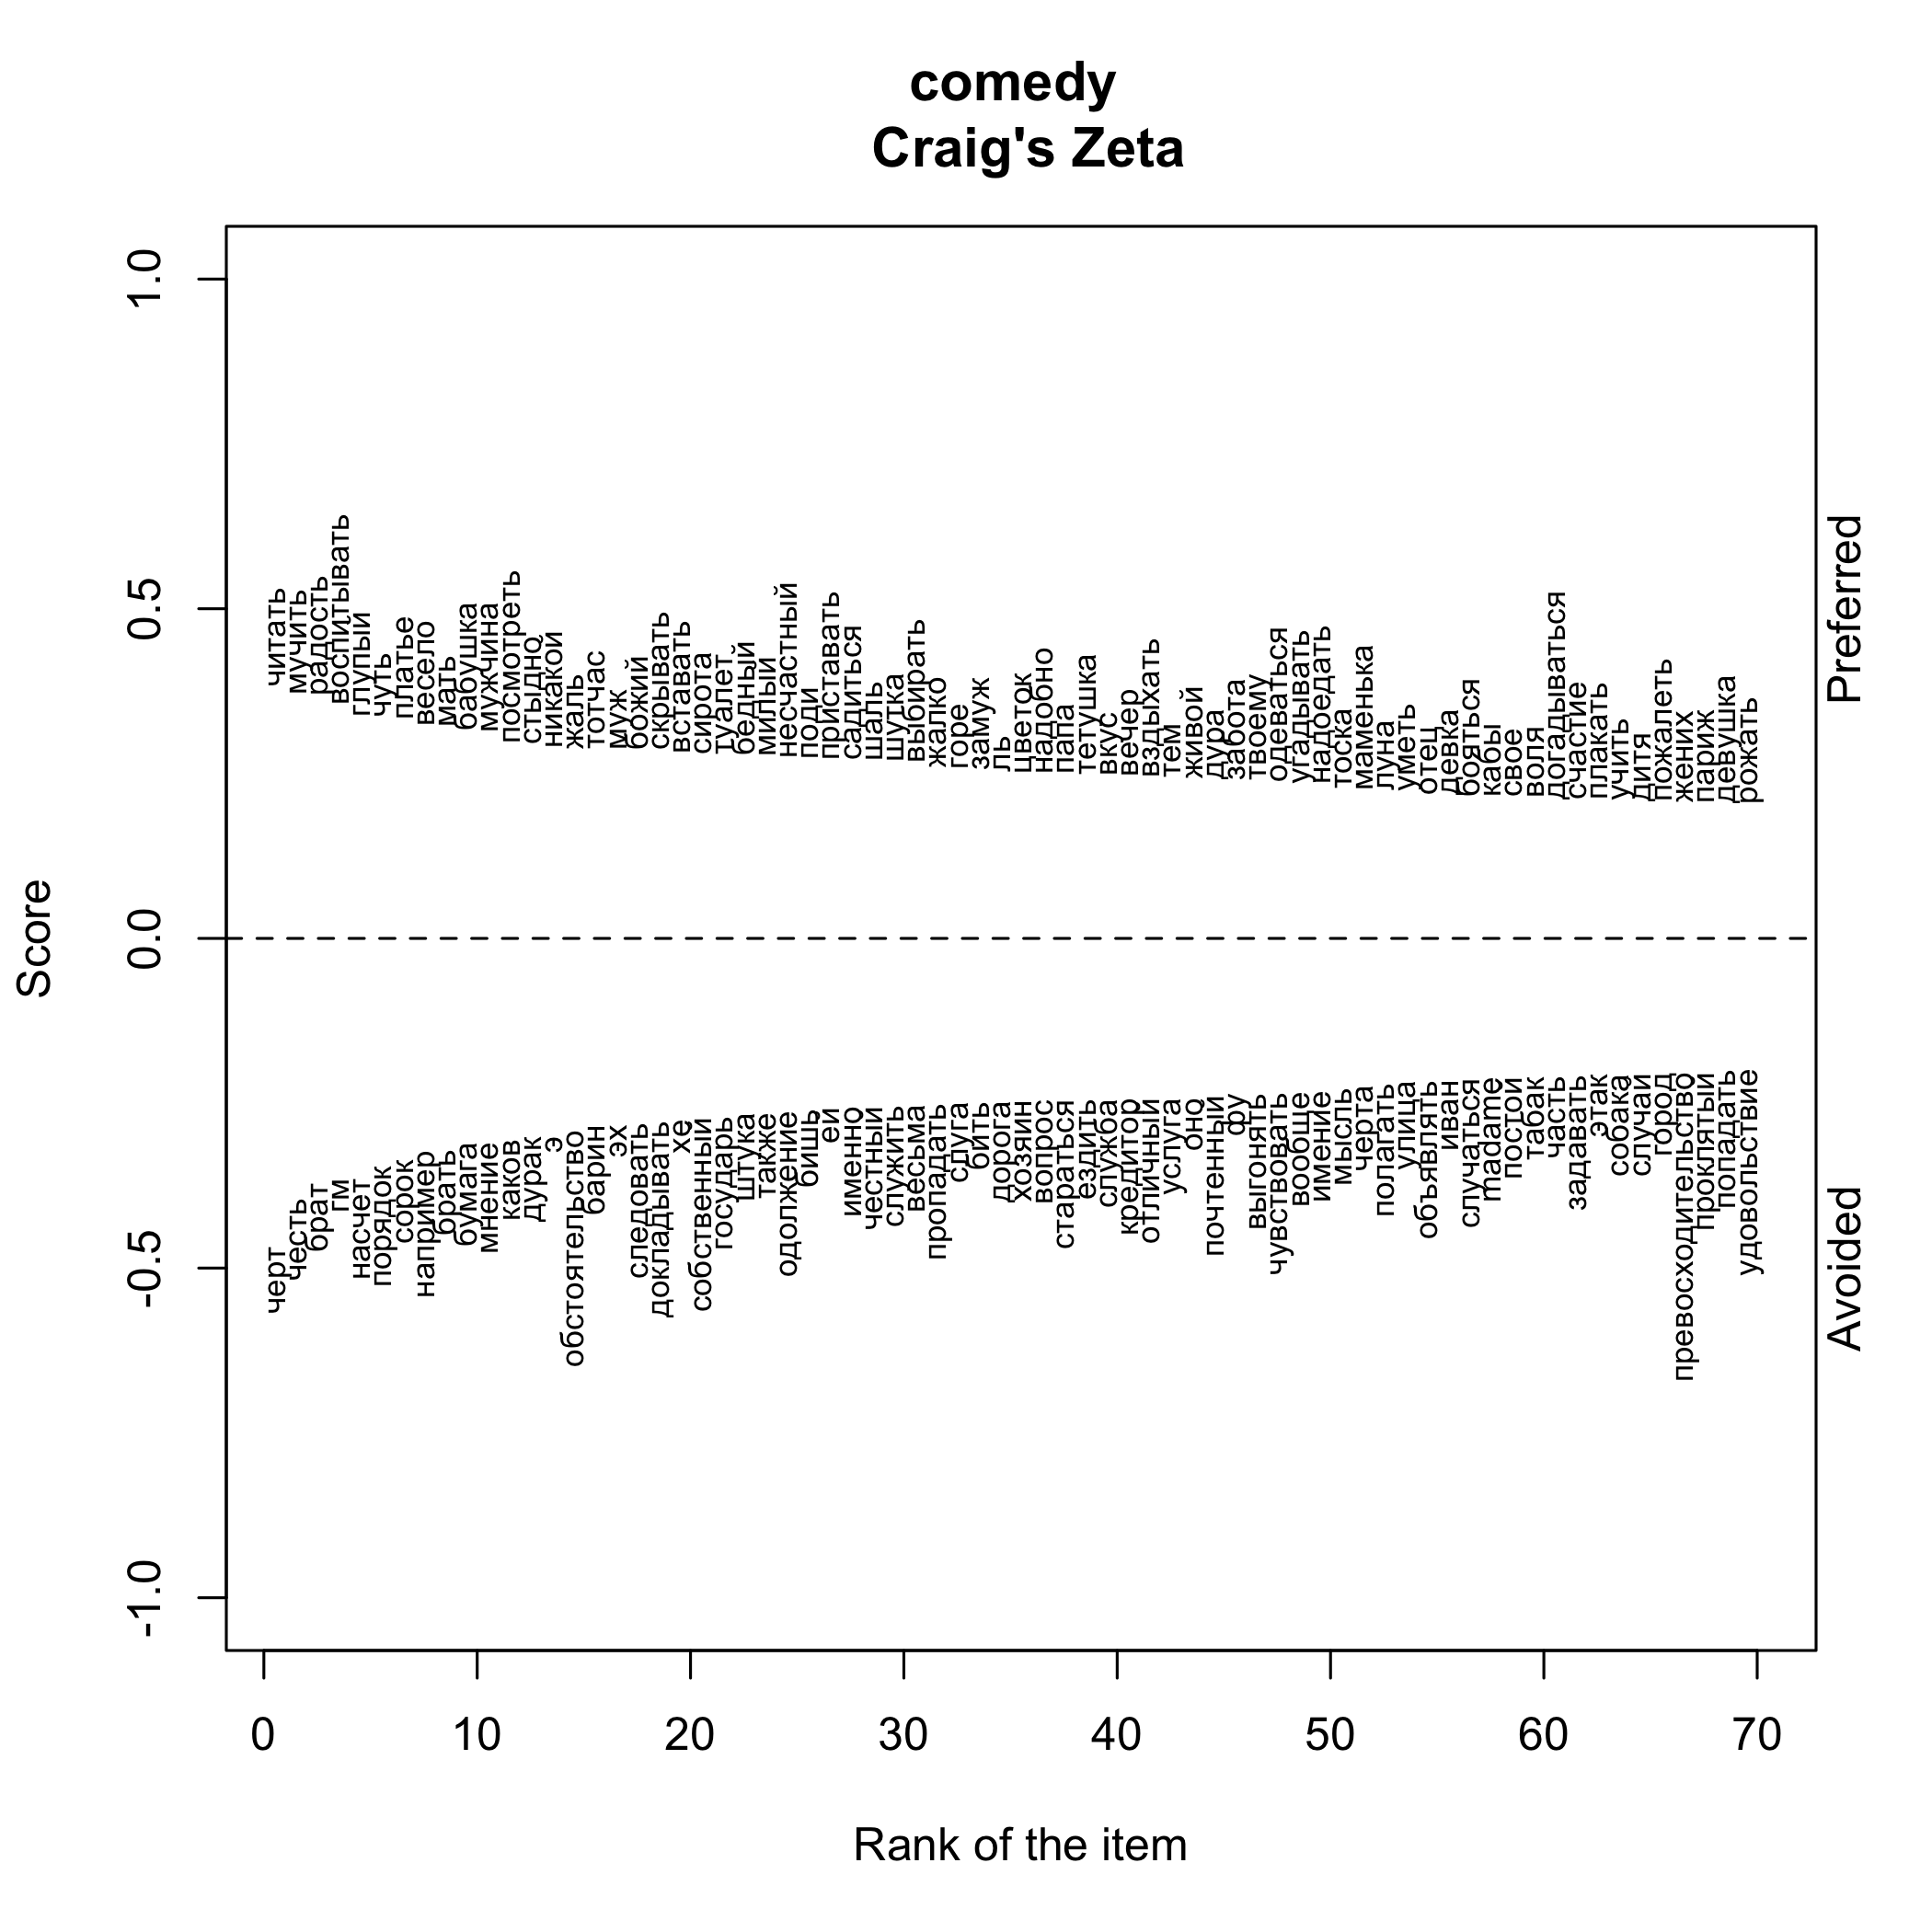 comedy
Craig's Zeta
Score
1.0
0.5
0.0
-0.5
-1.0
читать
мучить
радость
воспитывать
глупый
чуть
платье
весело
мать
бабушка
мужчина
посмотреть
стыдно
никакой
жаль
тотчас
муж
божий
скрывать
вставать
сирота
туалет
бедный
милый
несчастный
поди
приставать
садиться
шаль
шутка
выбирать
жалко
горе
замуж
ль
цветок
надобно
папа
тетушка
вкус
вечер
вздыхать
тем
живой
дура
забота
твоему
одеваться
угадывать
надоедать
тоска
маменька
луна
уметь
отец
девка
бояться
кабы
свое
воля
догадываться
счастие
плакать
учить
дитя
пожалеть
жених
париж
девушка
рожать
черт
честь
брат
гм
насчет
порядок
сорок
например
брать
бумага
мнение
каков
дурак
э
обстоятельство
барин
эх
следовать
докладывать
хе
собственный
государь
штука
также
одолжение
бишь
ей
именно
честный
служить
весьма
пропадать
слуга
бить
дорога
хозяин
вопрос
стараться
ездить
служба
кредитор
отличный
услуга
оно
почтенный
фу
выгонять
чувствовать
вообще
имение
мысль
черта
полагать
улица
объявлять
иван
случаться
madame
постой
табак
часть
задавать
этак
собака
случай
город
превосходительство
проклятый
попадать
удовольствие
Preferred
Avoided
0 10 20 30 40 50 60 70
Rank of the item